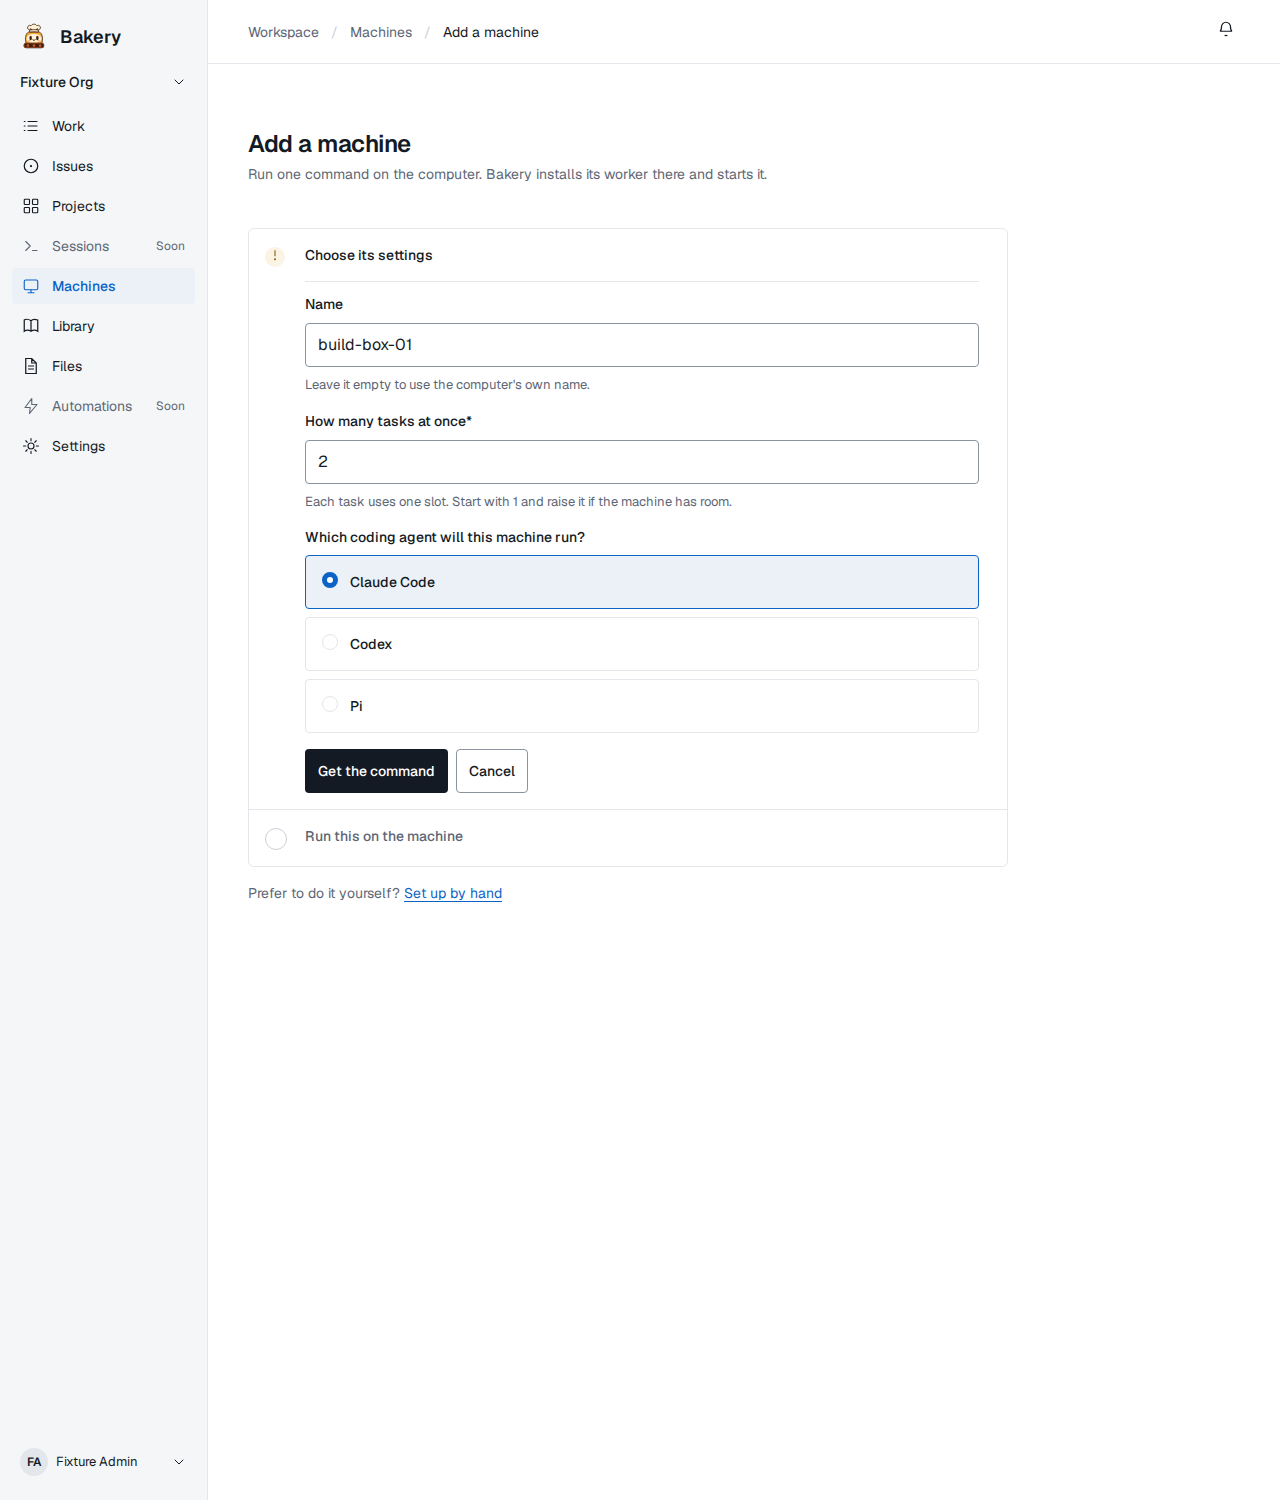 Bakery
Fixture Org
Work
Issues
Projects
Sessions Soon
Machines
Library
Files
Automations Soon
Settings
FA Fixture Admin
Workspace / Machines / Add a machine
Add a machine
Run one command on the computer. Bakery installs its worker there and starts it.
! Choose its settings
Name
build-box-01
Leave it empty to use the computer's own name.
How many tasks at once*
2
Each task uses one slot. Start with 1 and raise it if the machine has room.
Which coding agent will this machine run?
Claude Code
Codex
Pi
Get the command Cancel
Run this on the machine
Prefer to do it yourself? Set up by hand